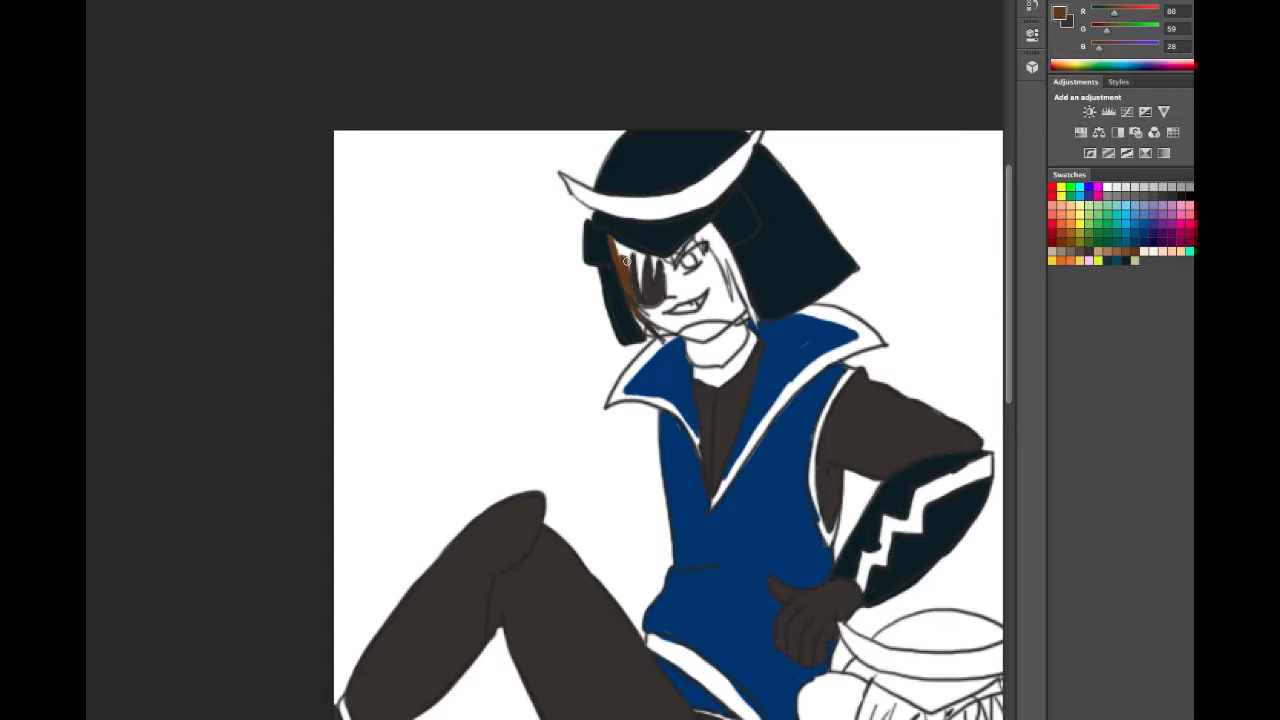 R 88
G 59
B 28
Adjustments Styles
Add an adjustment
Swatches